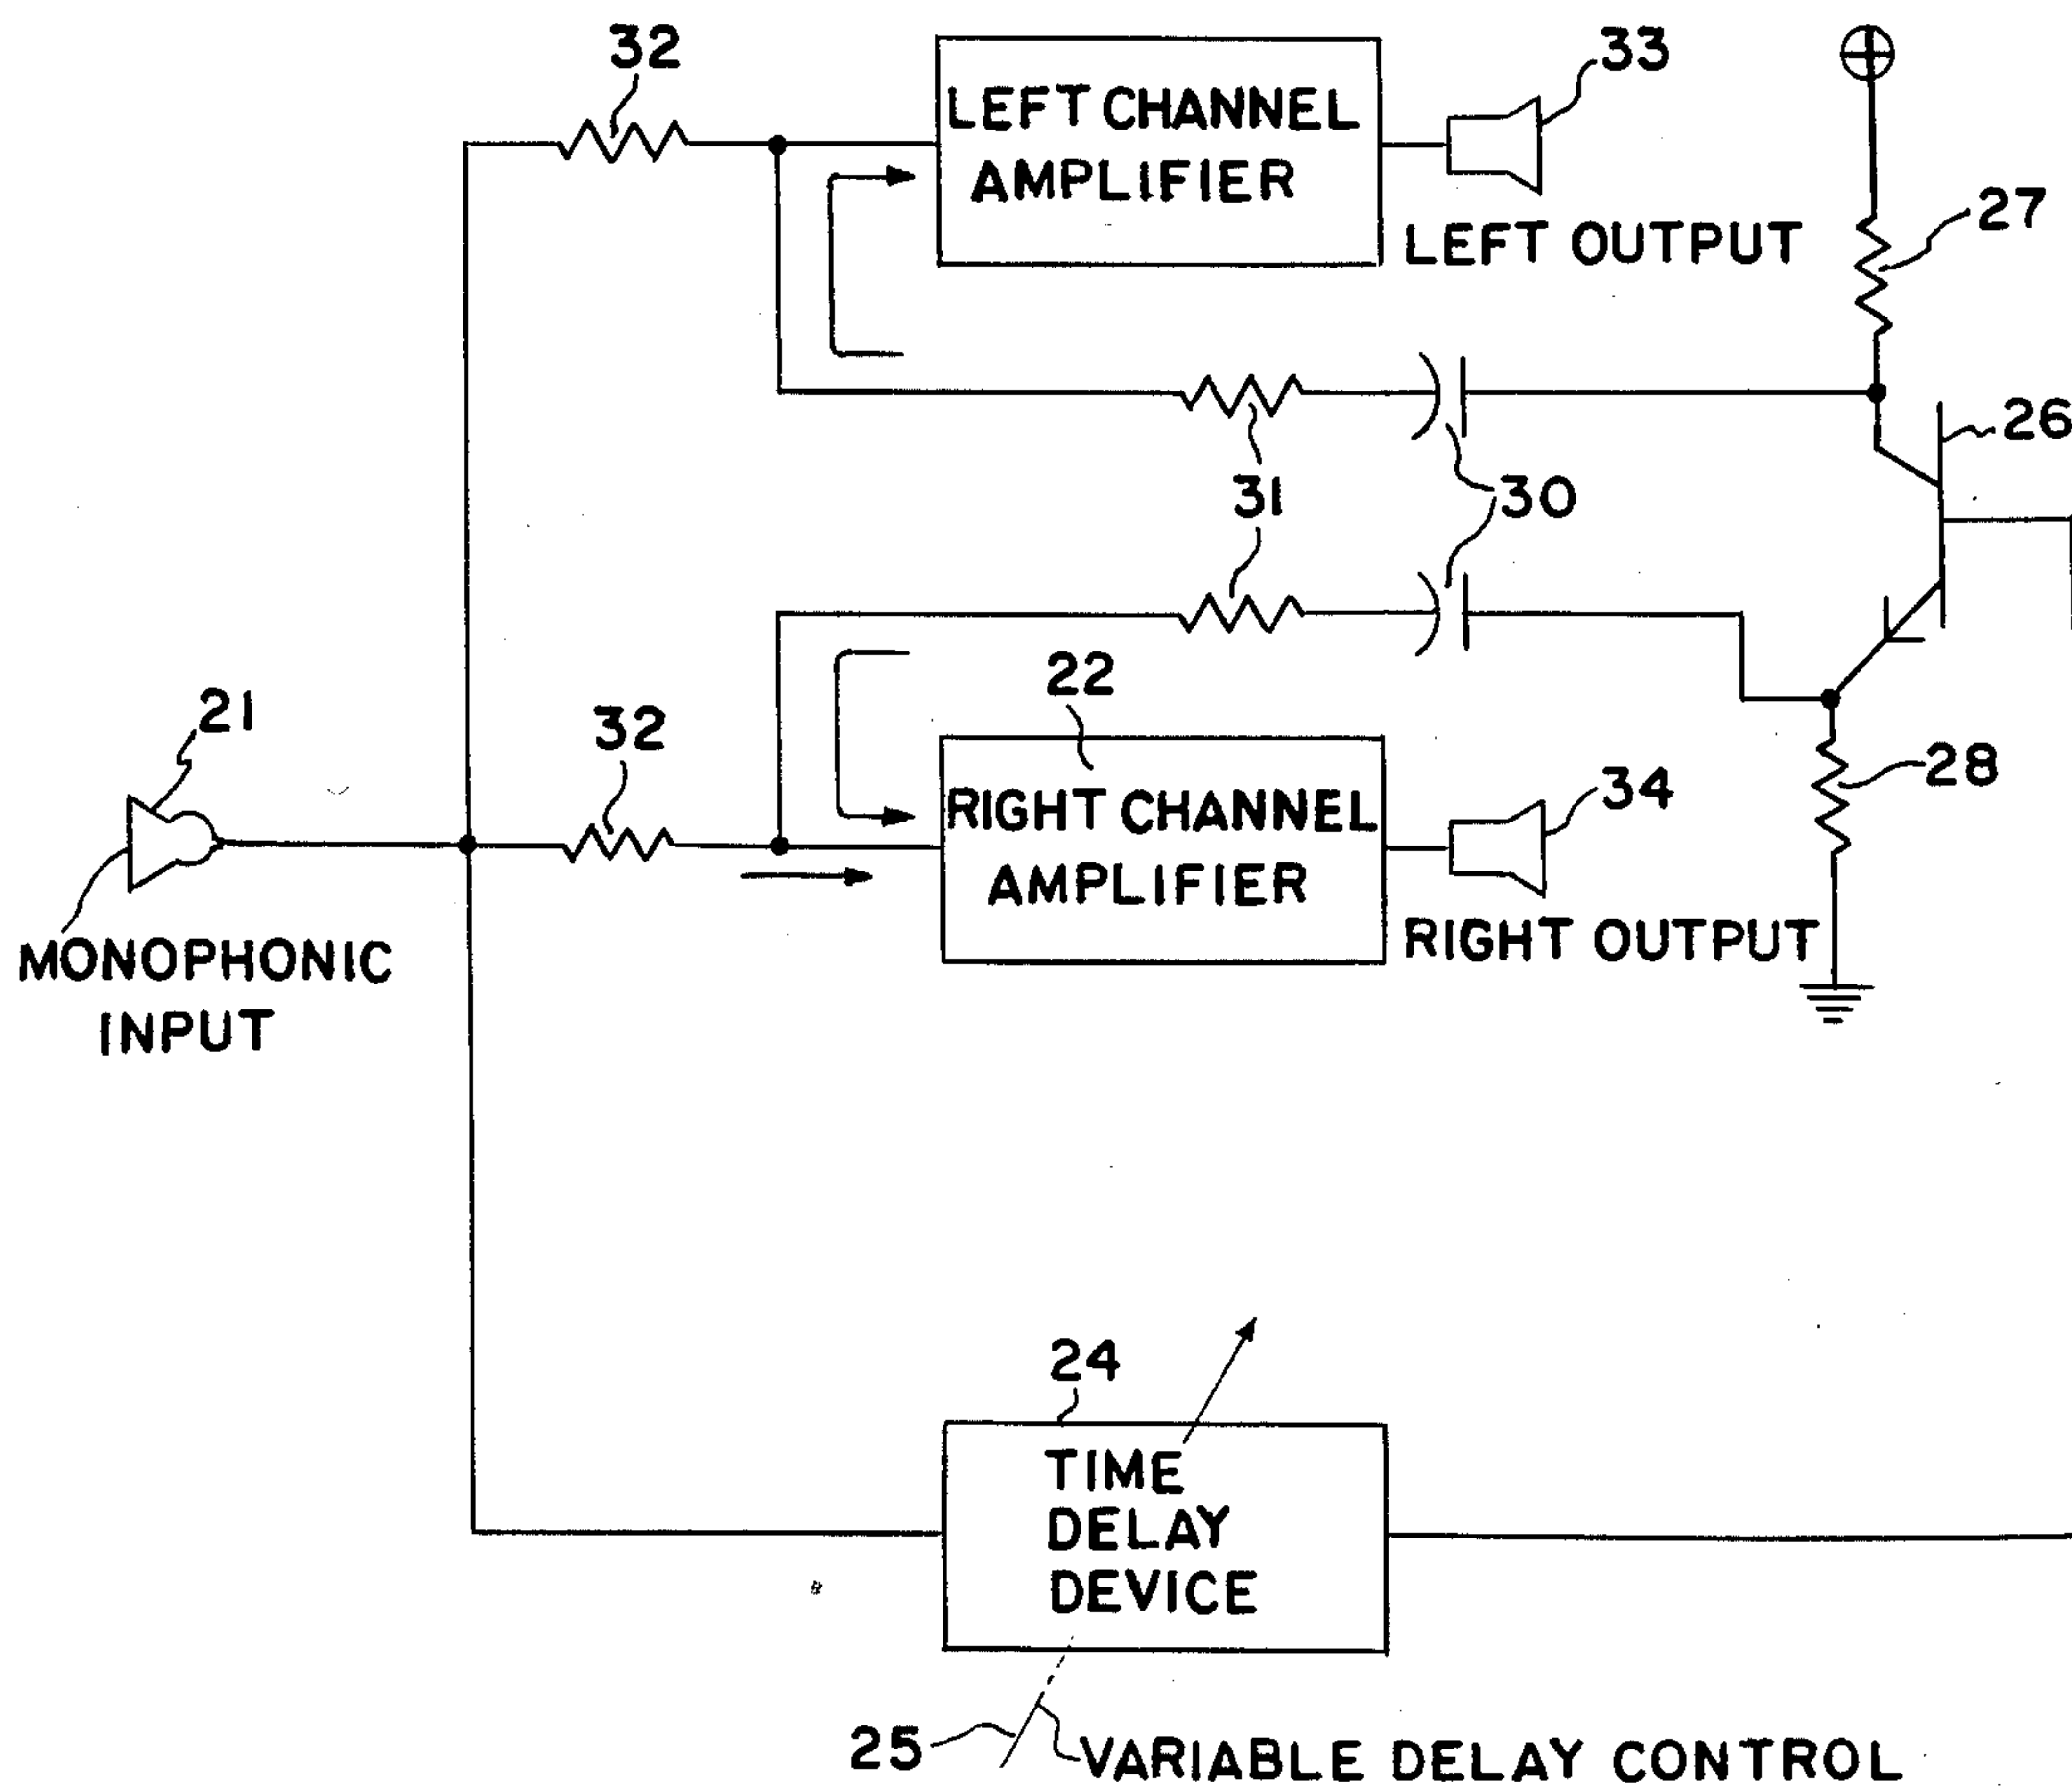 32
33
LEFT CHANNEL
AMPLIFIER
27
LEFT OUTPUT
26
31
30
22
21
32
28
RIGHT CHANNEL
AMPLIFIER
34
MONOPHONIC
INPUT
RIGHT OUTPUT
24
TIME
DELAY
DEVICE
25
VARIABLE DELAY CONTROL